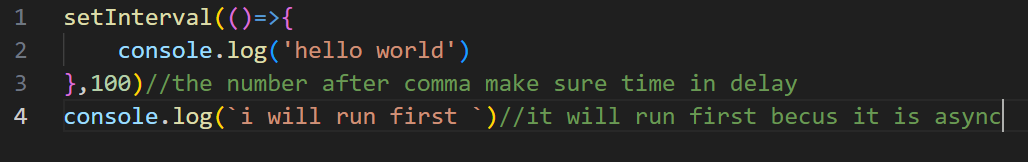 1 setInterval(()=>{
2 console.log('hello world')
3 },100)//the number after comma make sure time in delay
4 console.log(`i will run first `)//it will run first becus it is async